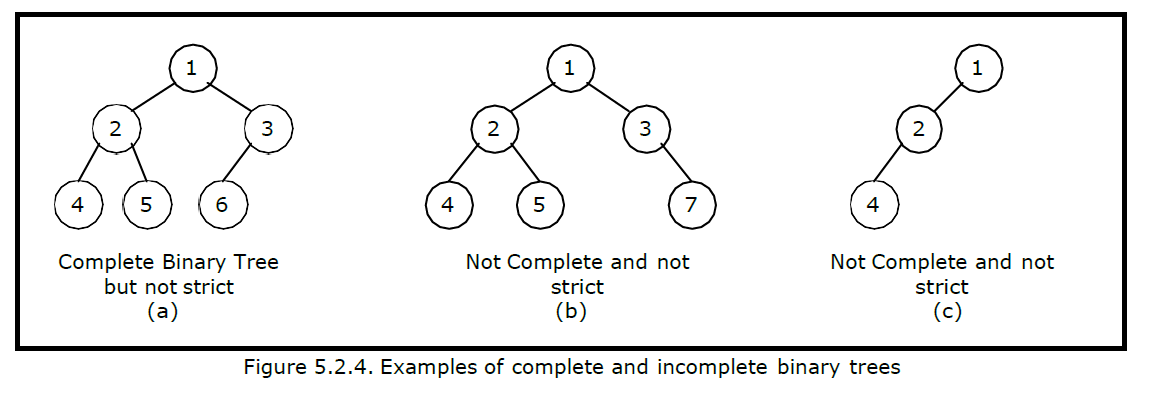 1
2
3
4
5
6
Complete Binary Tree
but not strict
(a)
1
2
3
4
5
7
Not Complete and not
strict
(b)
1
2
4
Not Complete and not
strict
(c)
Figure 5.2.4. Examples of complete and incomplete binary trees